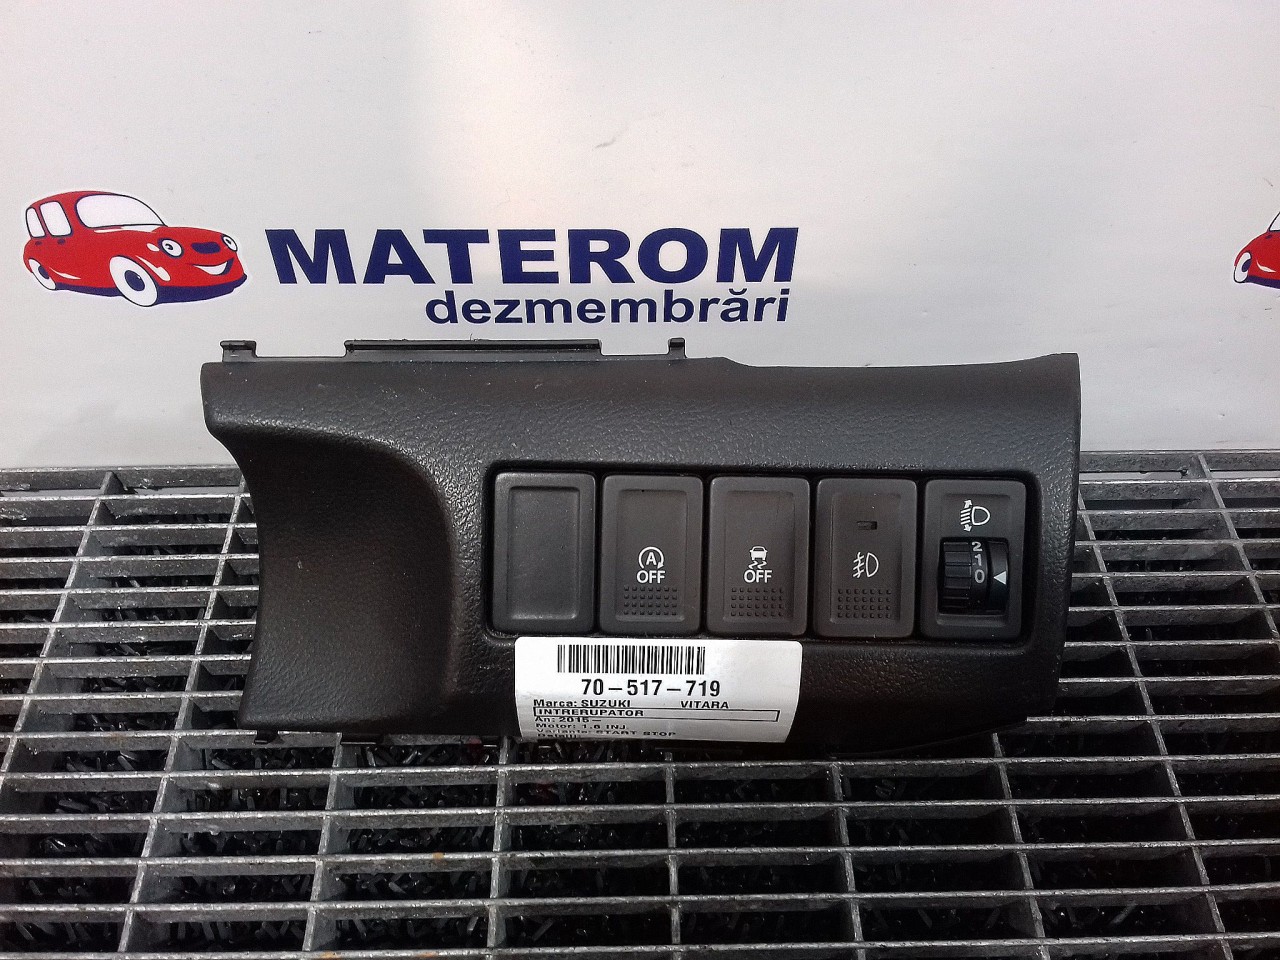 MATEROM
dezmembrări
A
OFF
OFF
2
1
0
70-517-719
Marca: SUZUKI VITARA
INTRERUPATOR
An: 2015-
Motor: 1.6 INJ
Varianta: START STOP
Detalii: